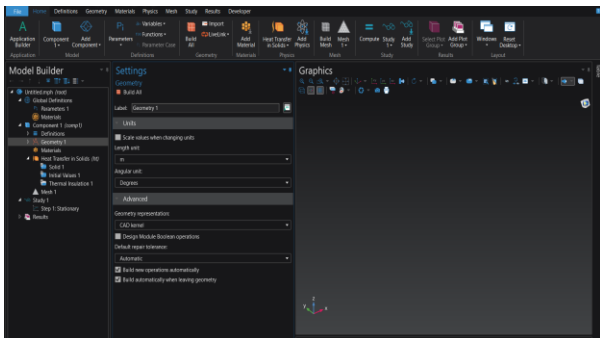 File Home Definitions Geometry Materials Physics Mesh Study Results Developer
Application Builder
Component 1
Add Component
Parameters
Variables
Functions
Parameter Case
Build All
Import
LiveLink
Add Material
Heat Transfer in Solids
Add Physics
Build Mesh
Mesh 1
Compute
Study 1
Add Study
Select Plot Group
Add Plot Group
Windows
Reset Desktop
Application Model Definitions Geometry Materials Physics Mesh Study Results Layout
Model Builder
Untitled.mph (root)
Global Definitions
Parameters 1
Materials
Component 1 (comp1)
Definitions
Geometry 1
Materials
Heat Transfer in Solids (ht)
Solid 1
Initial Values 1
Thermal Insulation 1
Mesh 1
Study 1
Step 1: Stationary
Results
Settings
Geometry
Build All
Label: Geometry 1
Units
Scale values when changing units
Length unit:
m
Angular unit:
Degrees
Advanced
Geometry representation:
CAD kernel
Design Module Boolean operations
Default repair tolerance:
Automatic
Build new operations automatically
Build automatically when leaving geometry
Graphics
z
y
x